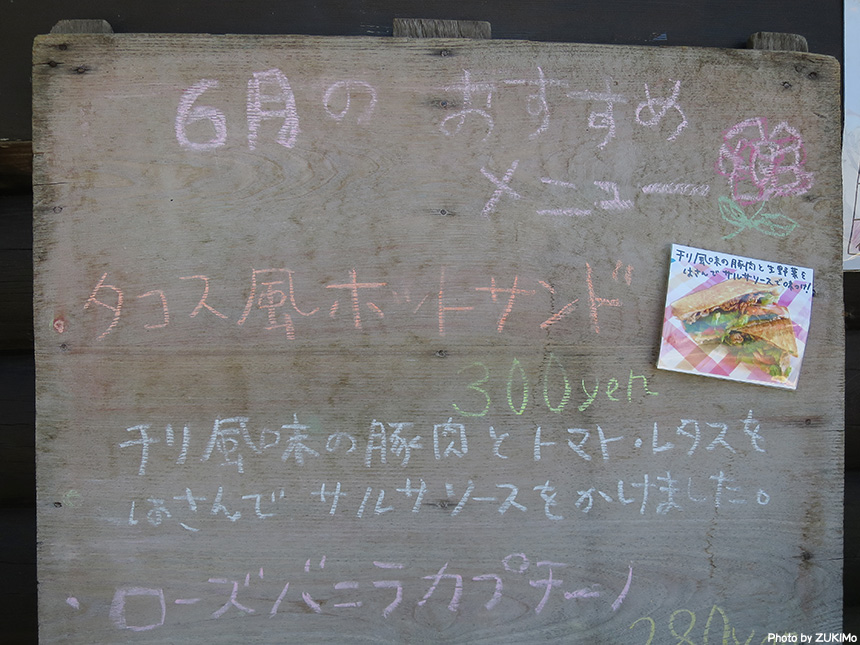 6月の おすすめ
メニュー
・タコス風ホットサンド
チリ風味の豚肉と生野菜を
はさんでサルサソースで味つけ!
300yen
チリ風味の豚肉とトマト・レタスを
はさんで サルサソースをかけました。
・ローズバニラカプチーノ
280yen
Photo by ZUKIMo